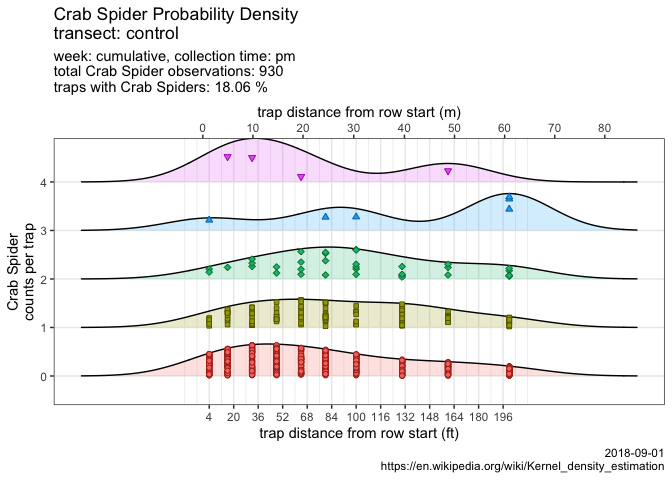 Crab Spider Probability Density
transect: control
week: cumulative, collection time: pm
total Crab Spider observations: 930
traps with Crab Spiders: 18.06 %
trap distance from row start (m)
0 10 20 30 40 50 60 70 80
Crab Spider
counts per trap
4
3
2
1
0
4 20 36 52 68 84 100 116 132 148 164 180 196
trap distance from row start (ft)
2018-09-01
https://en.wikipedia.org/wiki/Kernel_density_estimation